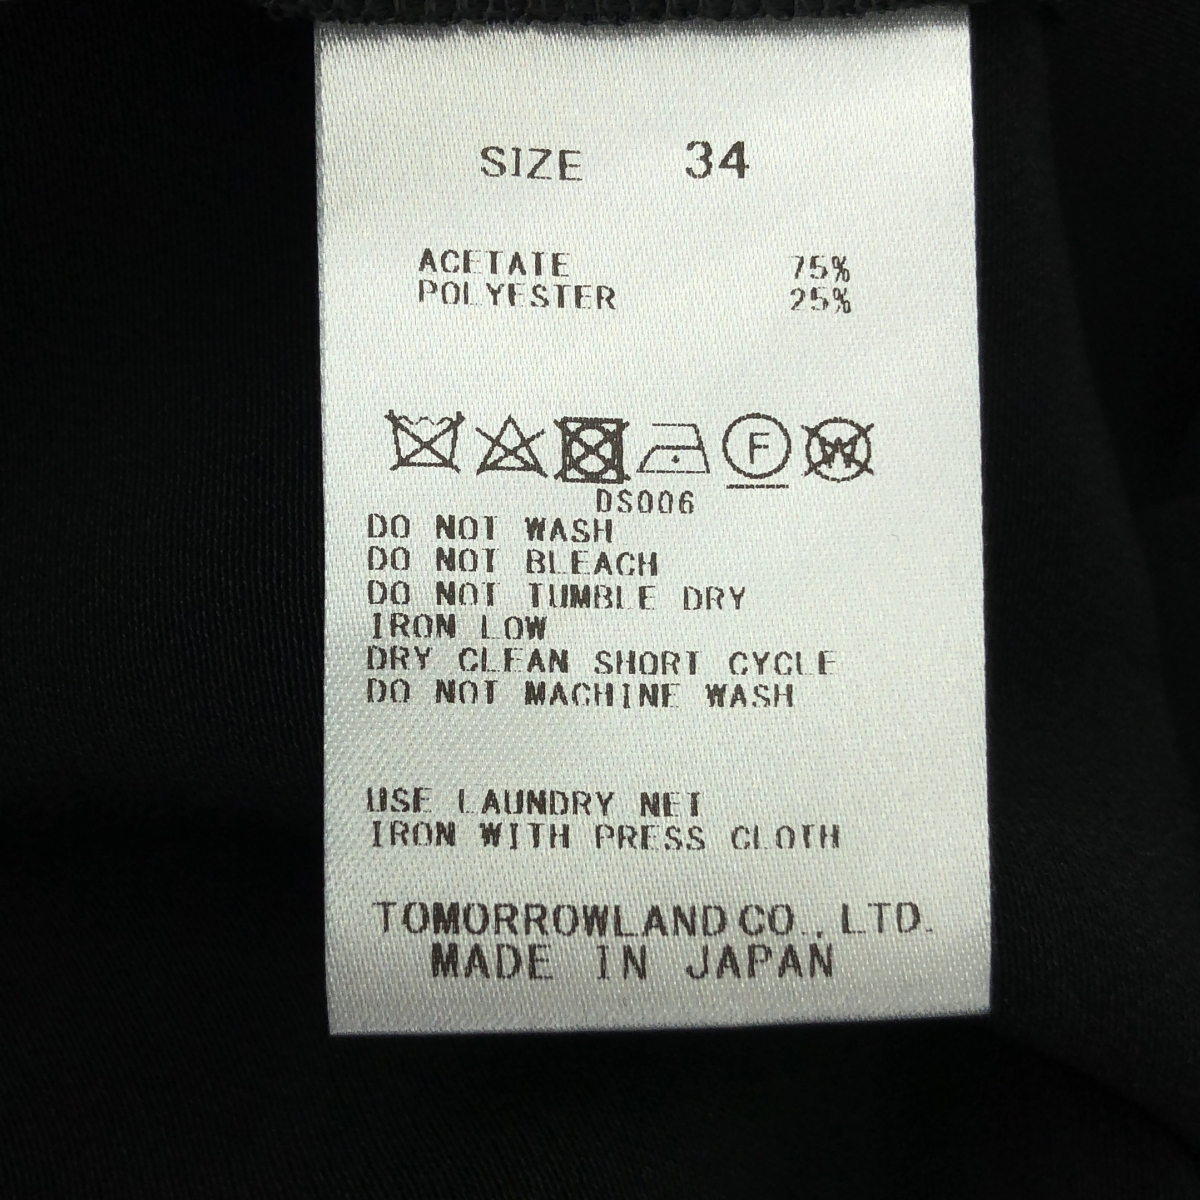 SIZE 34
ACETATE 75%
POLYESTER 25%
F W
DS006
DO NOT WASH
DO NOT BLEACH
DO NOT TUMBLE DRY
IRON LOW
DRY CLEAN SHORT CYCLE
DO NOT MACHINE WASH
USE LAUNDRY NET
IRON WITH PRESS CLOTH
TOMORROWLAND CO., LTD.
MADE IN JAPAN